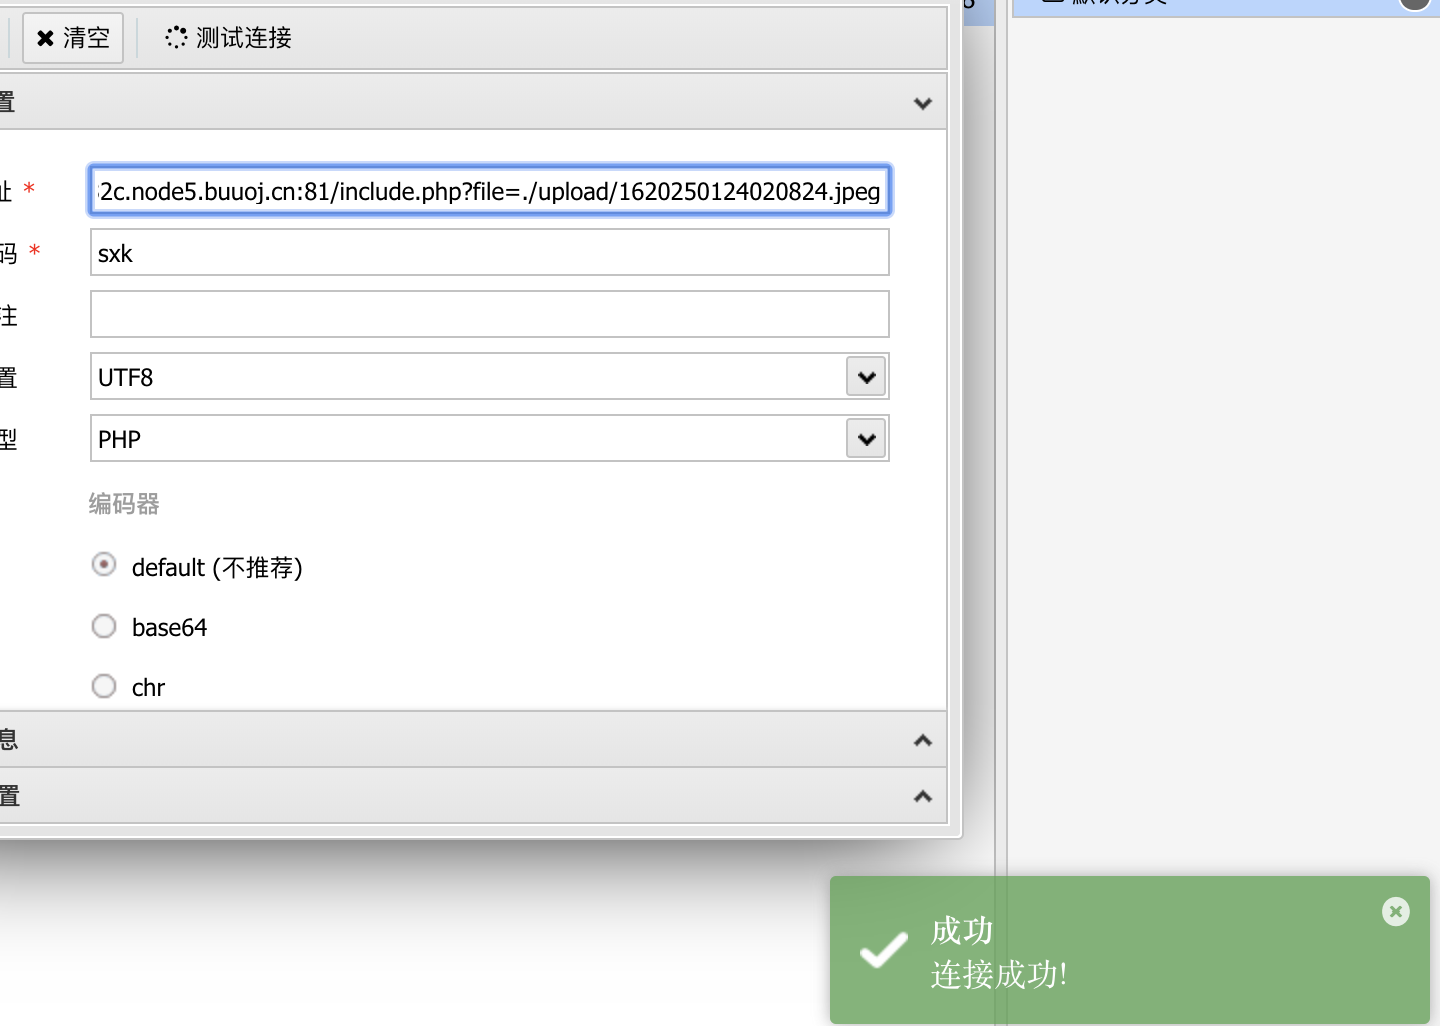 清空 测试连接
置
址 *
2c.node5.buuoj.cn:81/include.php?file=./upload/1620250124020824.jpeg
码 *
sxk
注
置
UTF8
型
PHP
编码器
default (不推荐)
base64
chr
息
置
成功
连接成功!